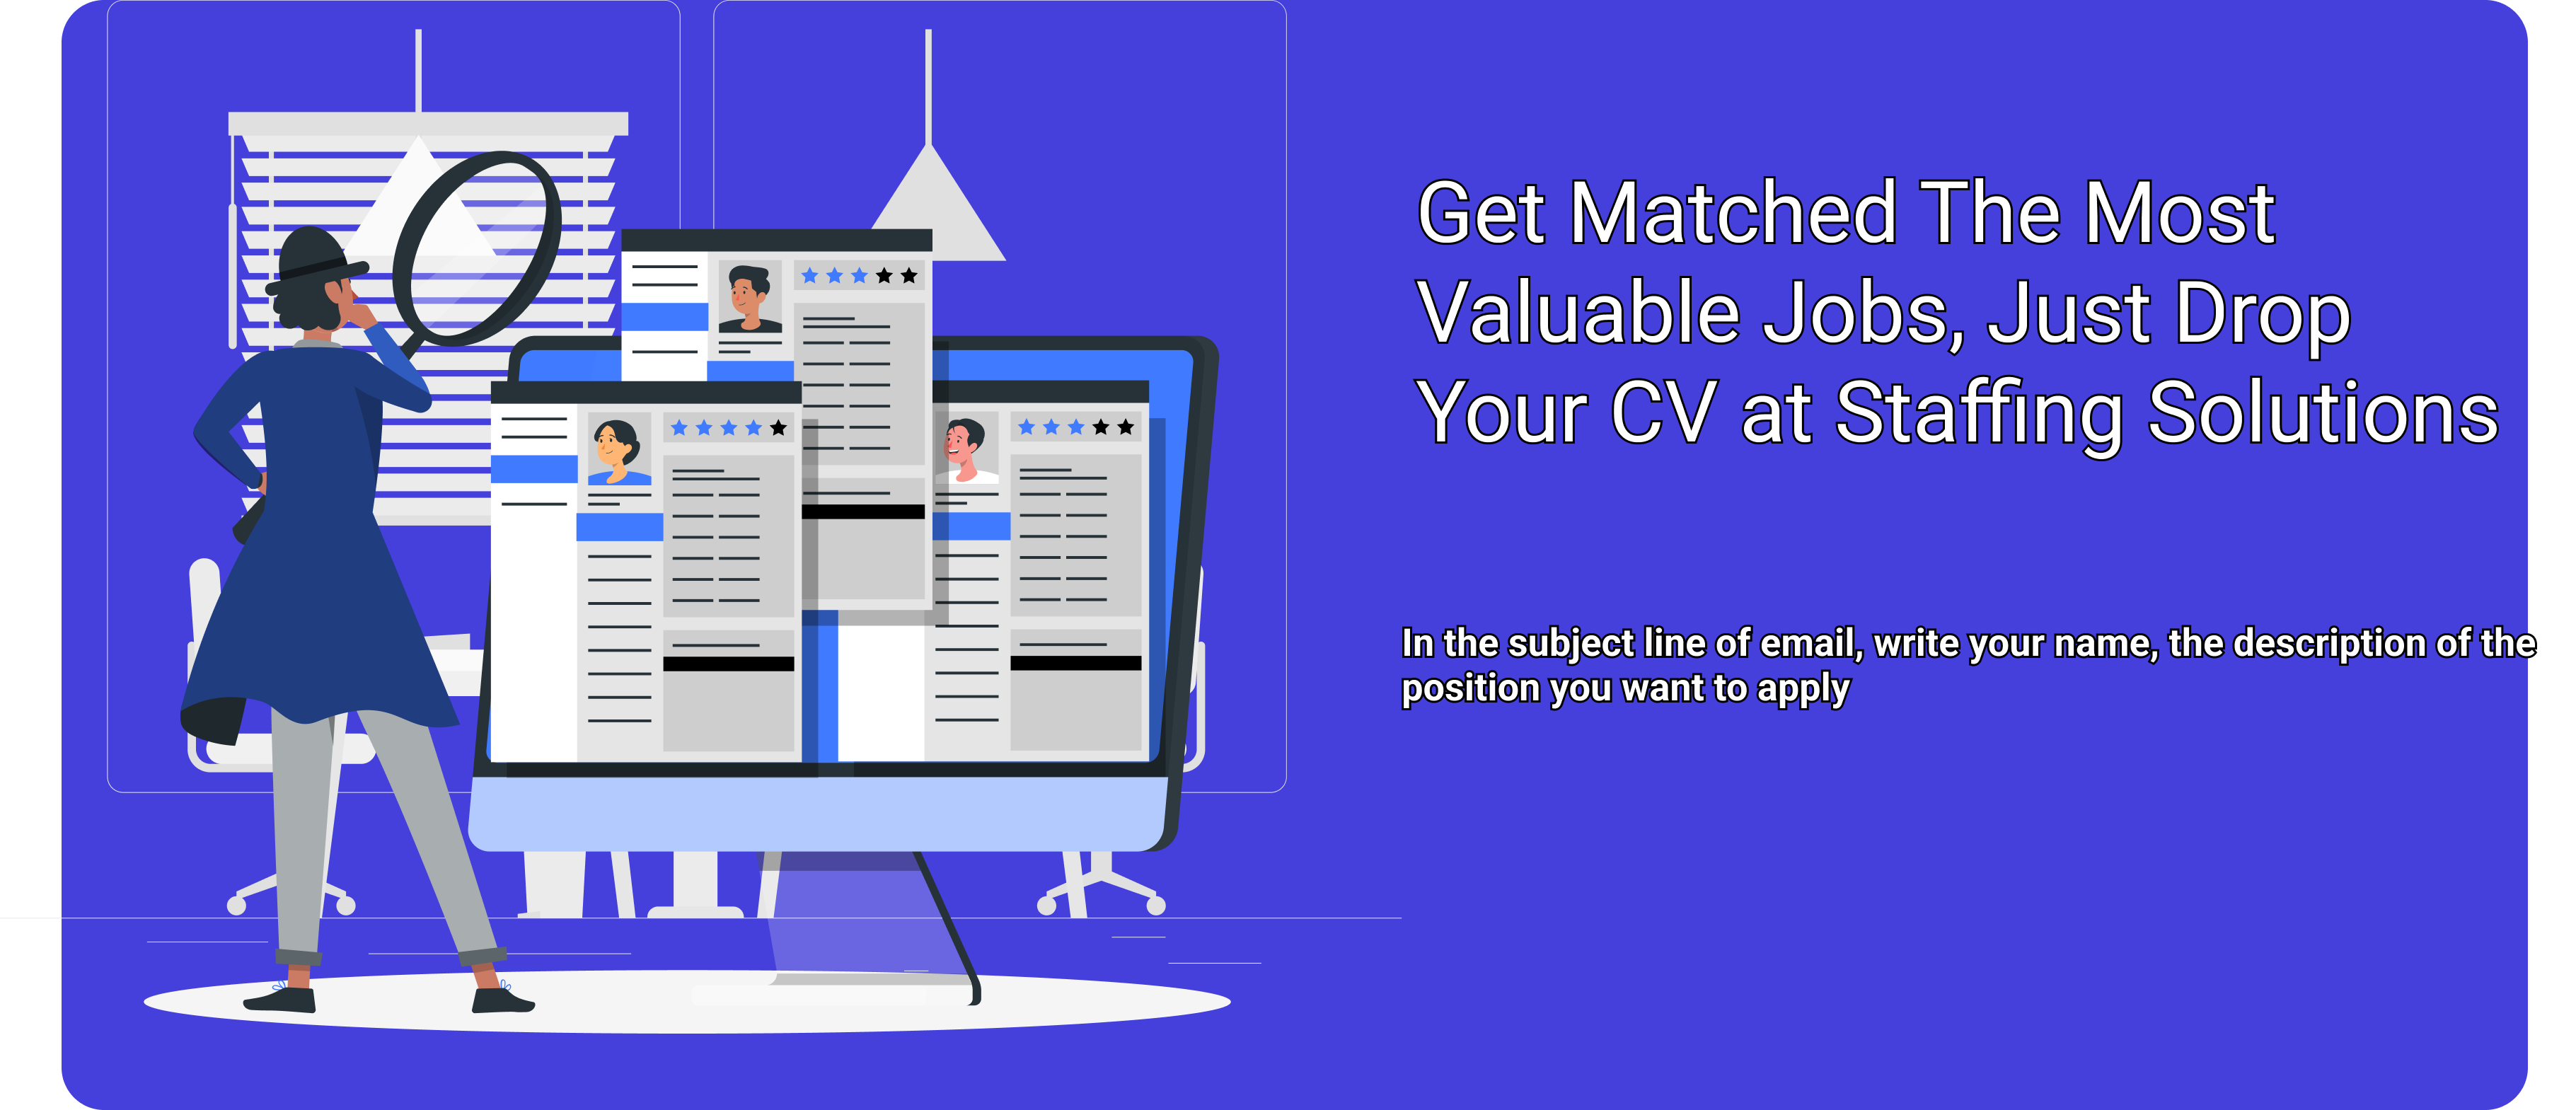 Get Matched The Most
Valuable Jobs, Just Drop
Your CV at Staffing Solutions
In the subject line of email, write your name, the description of the
position you want to apply